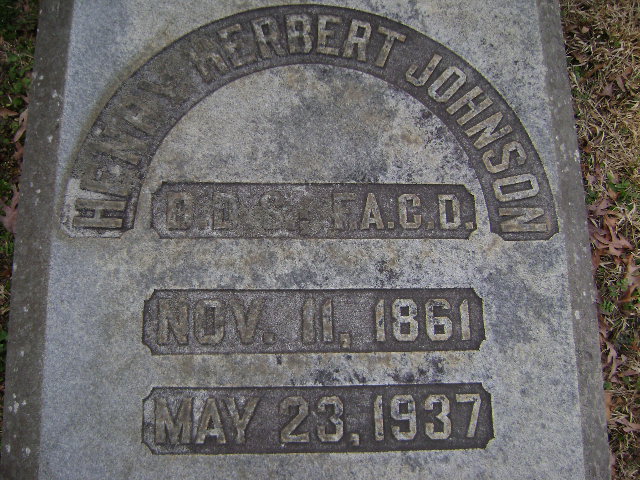 HENRY HERBERT JOHNSON
D.D.S., F.A.C.D.
NOV. 11, 1861
MAY 23, 1937